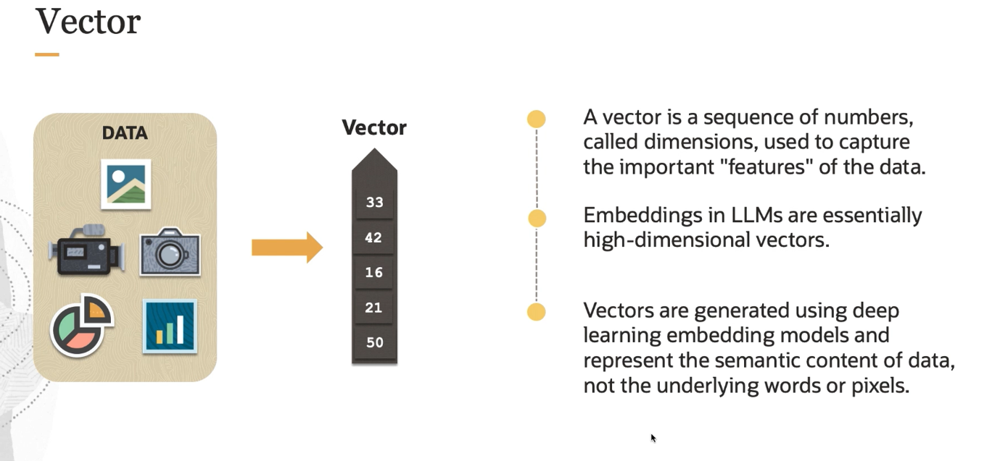 Vector
DATA
Vector
33
42
16
21
50
A vector is a sequence of numbers,
called dimensions, used to capture
the important "features" of the data.
Embeddings in LLMs are essentially
high-dimensional vectors.
Vectors are generated using deep
learning embedding models and
represent the semantic content of data,
not the underlying words or pixels.